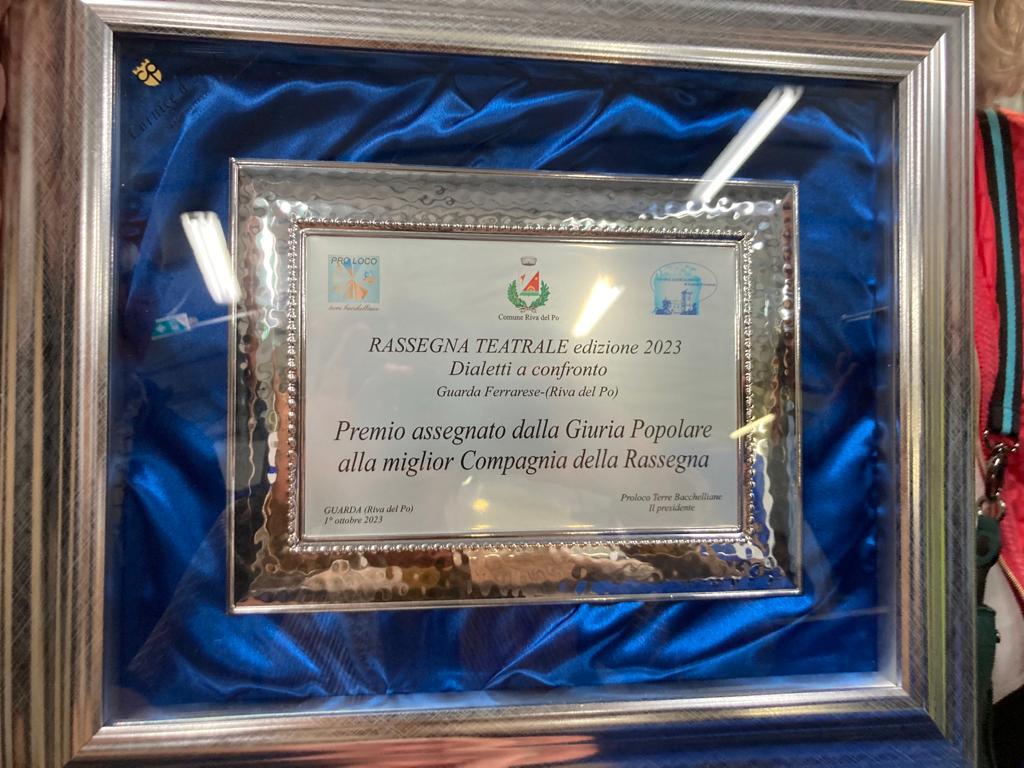 PRO LOCO
terre bacchelliane
Comune Riva del Po
RASSEGNA TEATRALE edizione 2023
Dialetti a confronto
Guarda Ferrarese-(Riva del Po)
Premio assegnato dalla Giuria Popolare
alla miglior Compagnia della Rassegna
Proloco Terre Bacchelliane
Il presidente
GUARDA (Riva del Po)
1° ottobre 2023